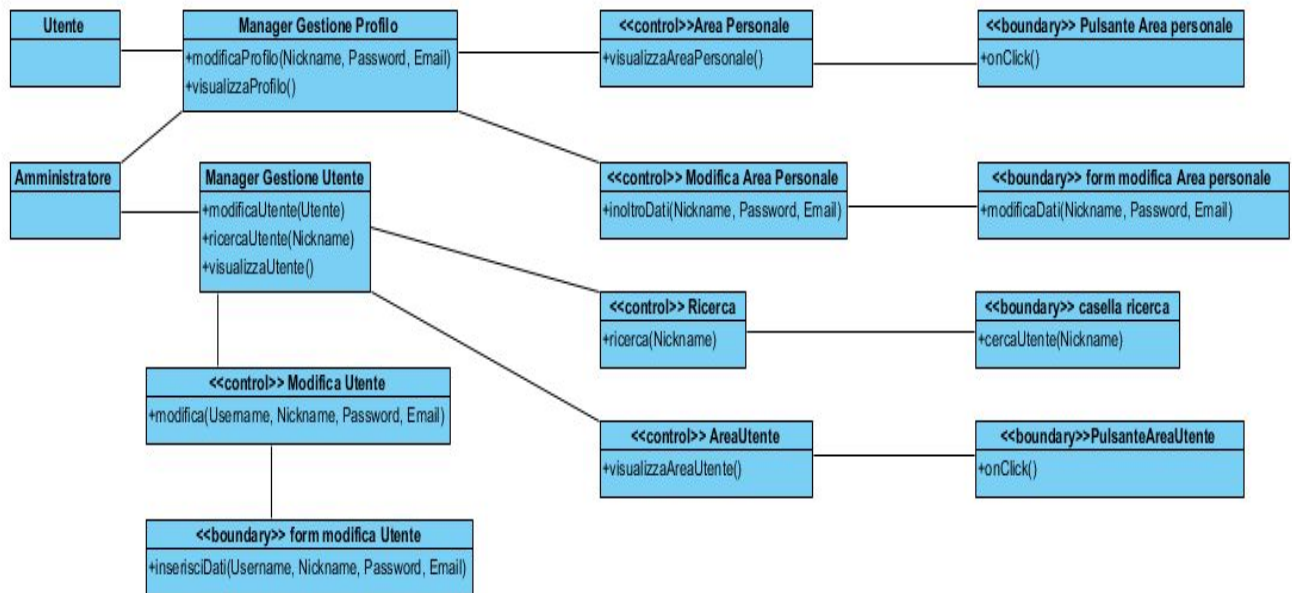 Utente
Manager Gestione Profilo
+modificaProfilo(Nickname, Password, Email)
+visualizzaProfilo()
<<control>>Area Personale
+visualizzaAreaPersonale()
<<boundary>> Pulsante Area personale
+onClick()
Amministratore
Manager Gestione Utente
+modificaUtente(Utente)
+ricercaUtente(Nickname)
+visualizzaUtente()
<<control>> Modifica Area Personale
+inoltroDati(Nickname, Password, Email)
<<boundary>> form modifica Area personale
+modificaDati(Nickname, Password, Email)
<<control>> Ricerca
+ricerca(Nickname)
<<boundary>> casella ricerca
+cercaUtente(Nickname)
<<control>> Modifica Utente
+modifica(Username, Nickname, Password, Email)
<<control>> AreaUtente
+visualizzaAreaUtente()
<<boundary>>PulsanteAreaUtente
+onClick()
<<boundary>> form modifica Utente
+inserisciDati(Username, Nickname, Password, Email)